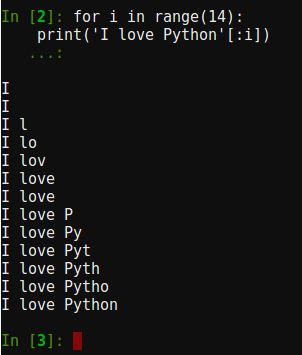 In [2]: for i in range(14):
    print('I love Python'[:i])
   ...:
I
I
I l
I lo
I lov
I love
I love
I love P
I love Py
I love Pyt
I love Pyth
I love Pytho
I love Python
In [3]: